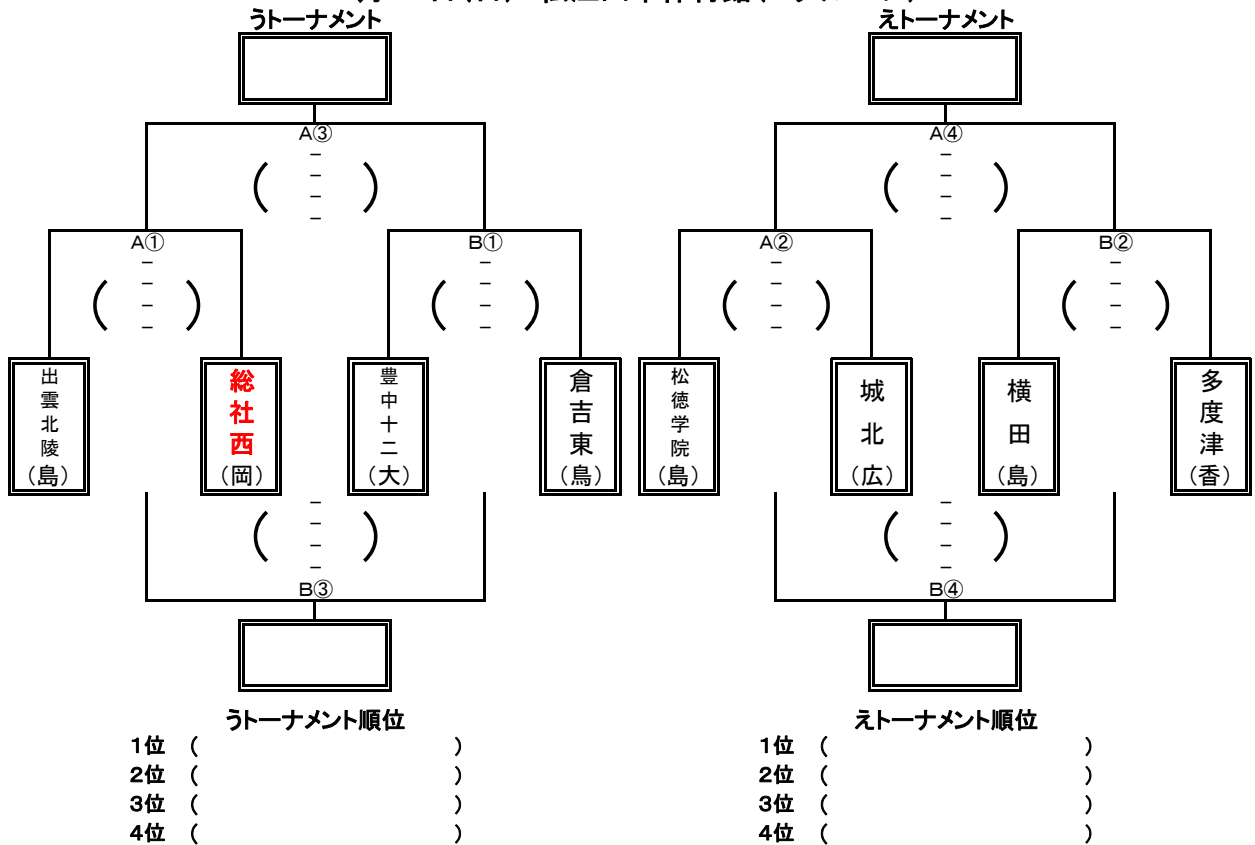 うトーナメント
えトーナメント
A③
A④
A①
B①
A②
B②
出雲北陵(島)
総社西(岡)
豊中十二(大)
倉吉東(鳥)
松徳学院(島)
城北(広)
横田(島)
多度津(香)
B③
B④
うトーナメント順位
1位 ( )
2位 ( )
3位 ( )
4位 ( )
えトーナメント順位
1位 ( )
2位 ( )
3位 ( )
4位 ( )